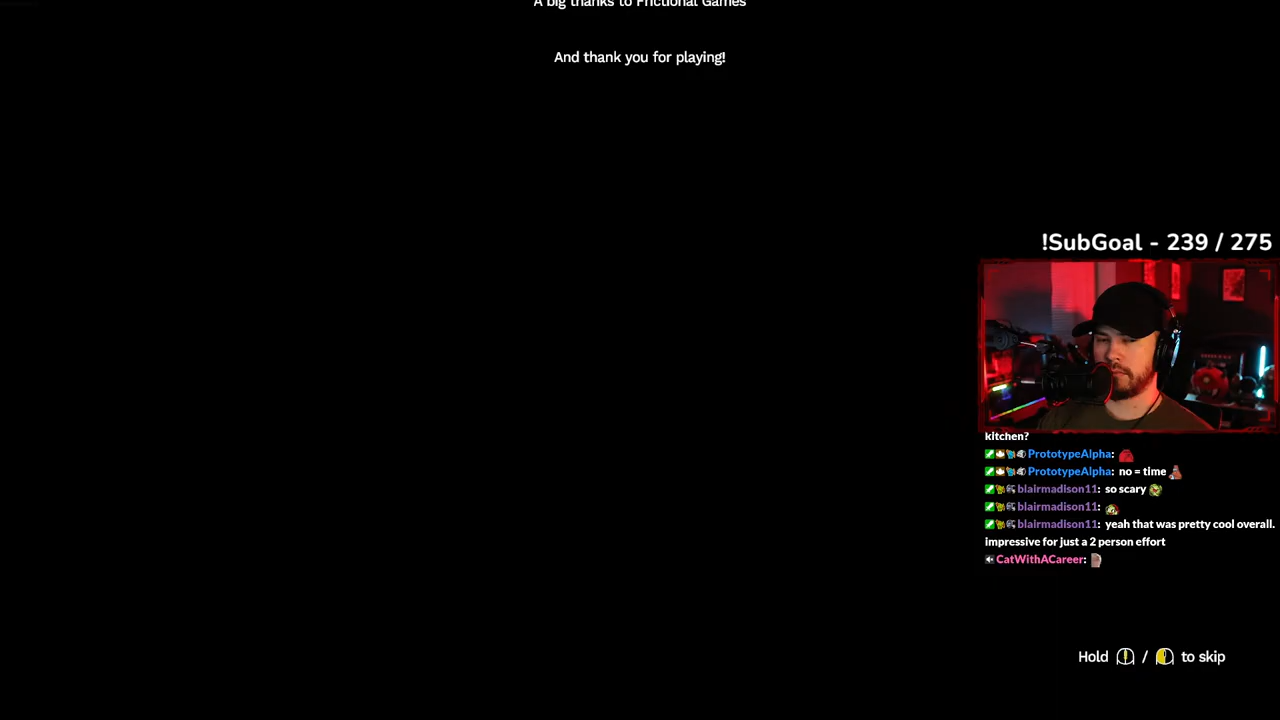 A big thanks to Frictional Games
And thank you for playing!
!SubGoal - 239 / 275
kitchen?
PrototypeAlpha:
PrototypeAlpha: no = time
blairmadison11: so scary
blairmadison11:
blairmadison11: yeah that was pretty cool overall.
impressive for just a 2 person effort
CatWithACareer:
Hold / to skip